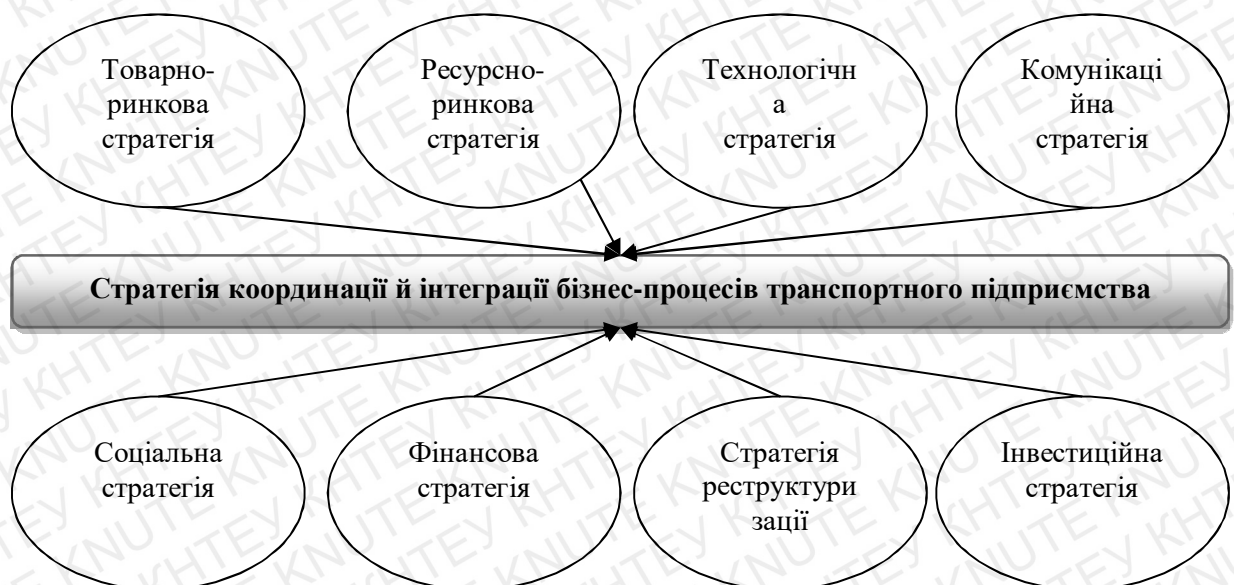 Товарно-
ринкова
стратегія
Ресурсно-
ринкова
стратегія
Технологічн
а
стратегія
Комунікаці
йна
стратегія
Стратегія координації й інтеграції бізнес-процесів транспортного підприємства
Соціальна
стратегія
Фінансова
стратегія
Стратегія
реструктури
зації
Інвестиційна
стратегія